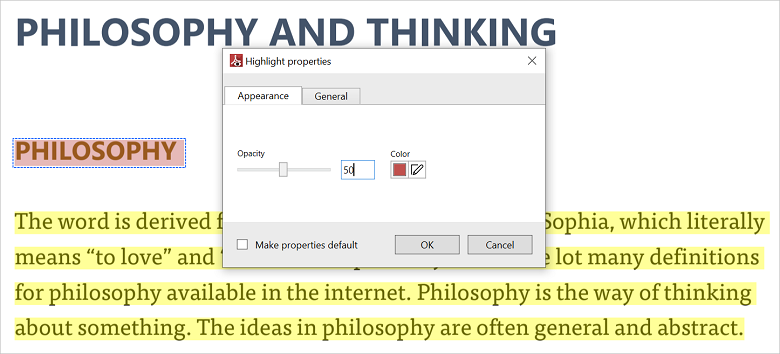 PHILOSOPHY AND THINKING
Highlight properties
Appearance General
PHILOSOPHY
Opacity Color
50
The word is derived Sophia, which literally
means “to love” and lot many definitions
Make properties default OK Cancel
for philosophy available in the internet. Philosophy is the way of thinking
about something. The ideas in philosophy are often general and abstract.